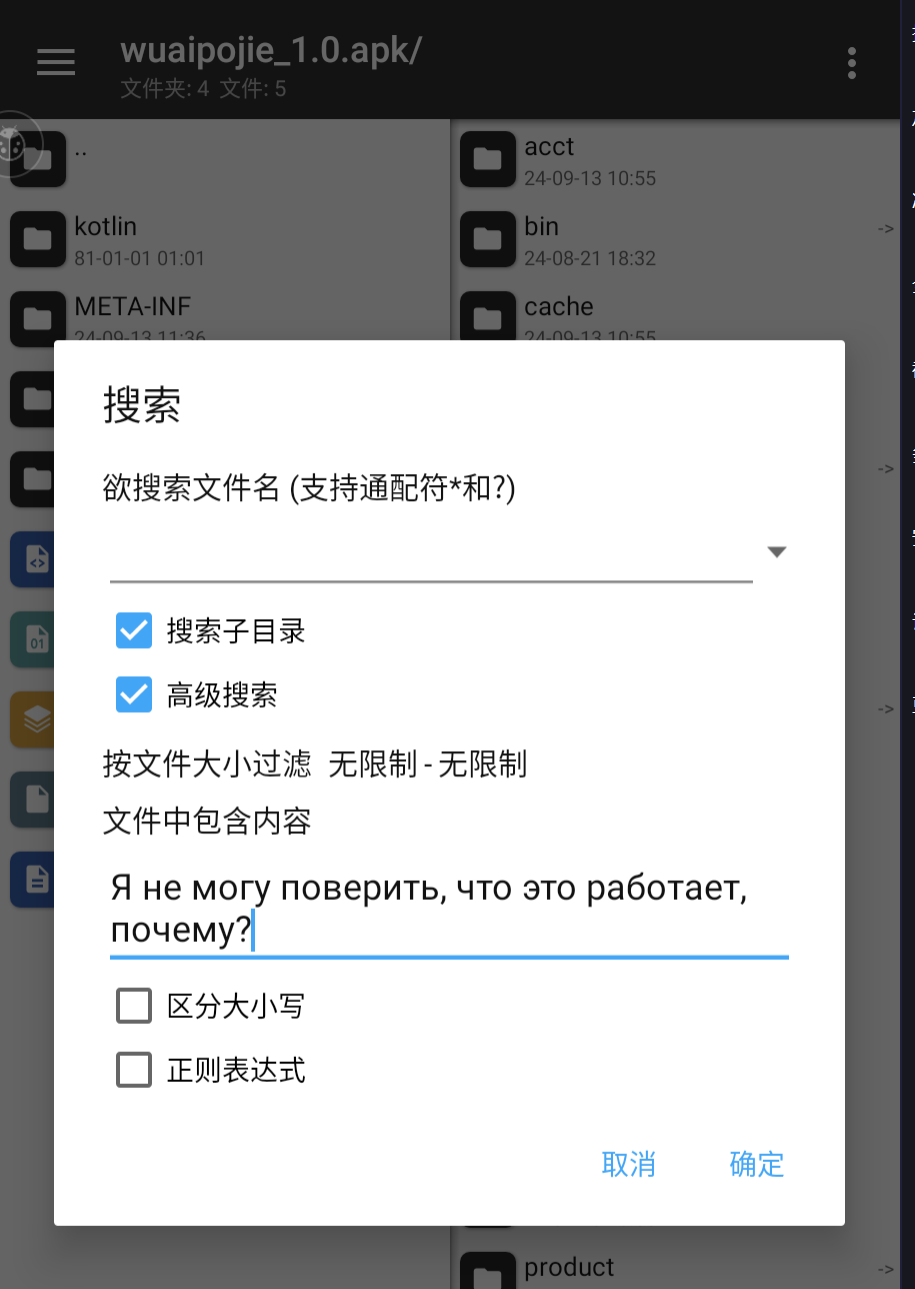 wuaipojie_1.0.apk/
文件夹: 4 文件: 5
..
kotlin
81-01-01 01:01
META-INF
24-09-13 11:36
acct
24-09-13 10:55
bin
24-08-21 18:32
->
cache
24-09-13 10:55
->
->
搜索
欲搜索文件名 (支持通配符*和?)
搜索子目录
高级搜索
按文件大小过滤 无限制 - 无限制
文件中包含内容
Я не могу поверить, что это работает,
почему?
区分大小写
正则表达式
取消 确定
01
product
->